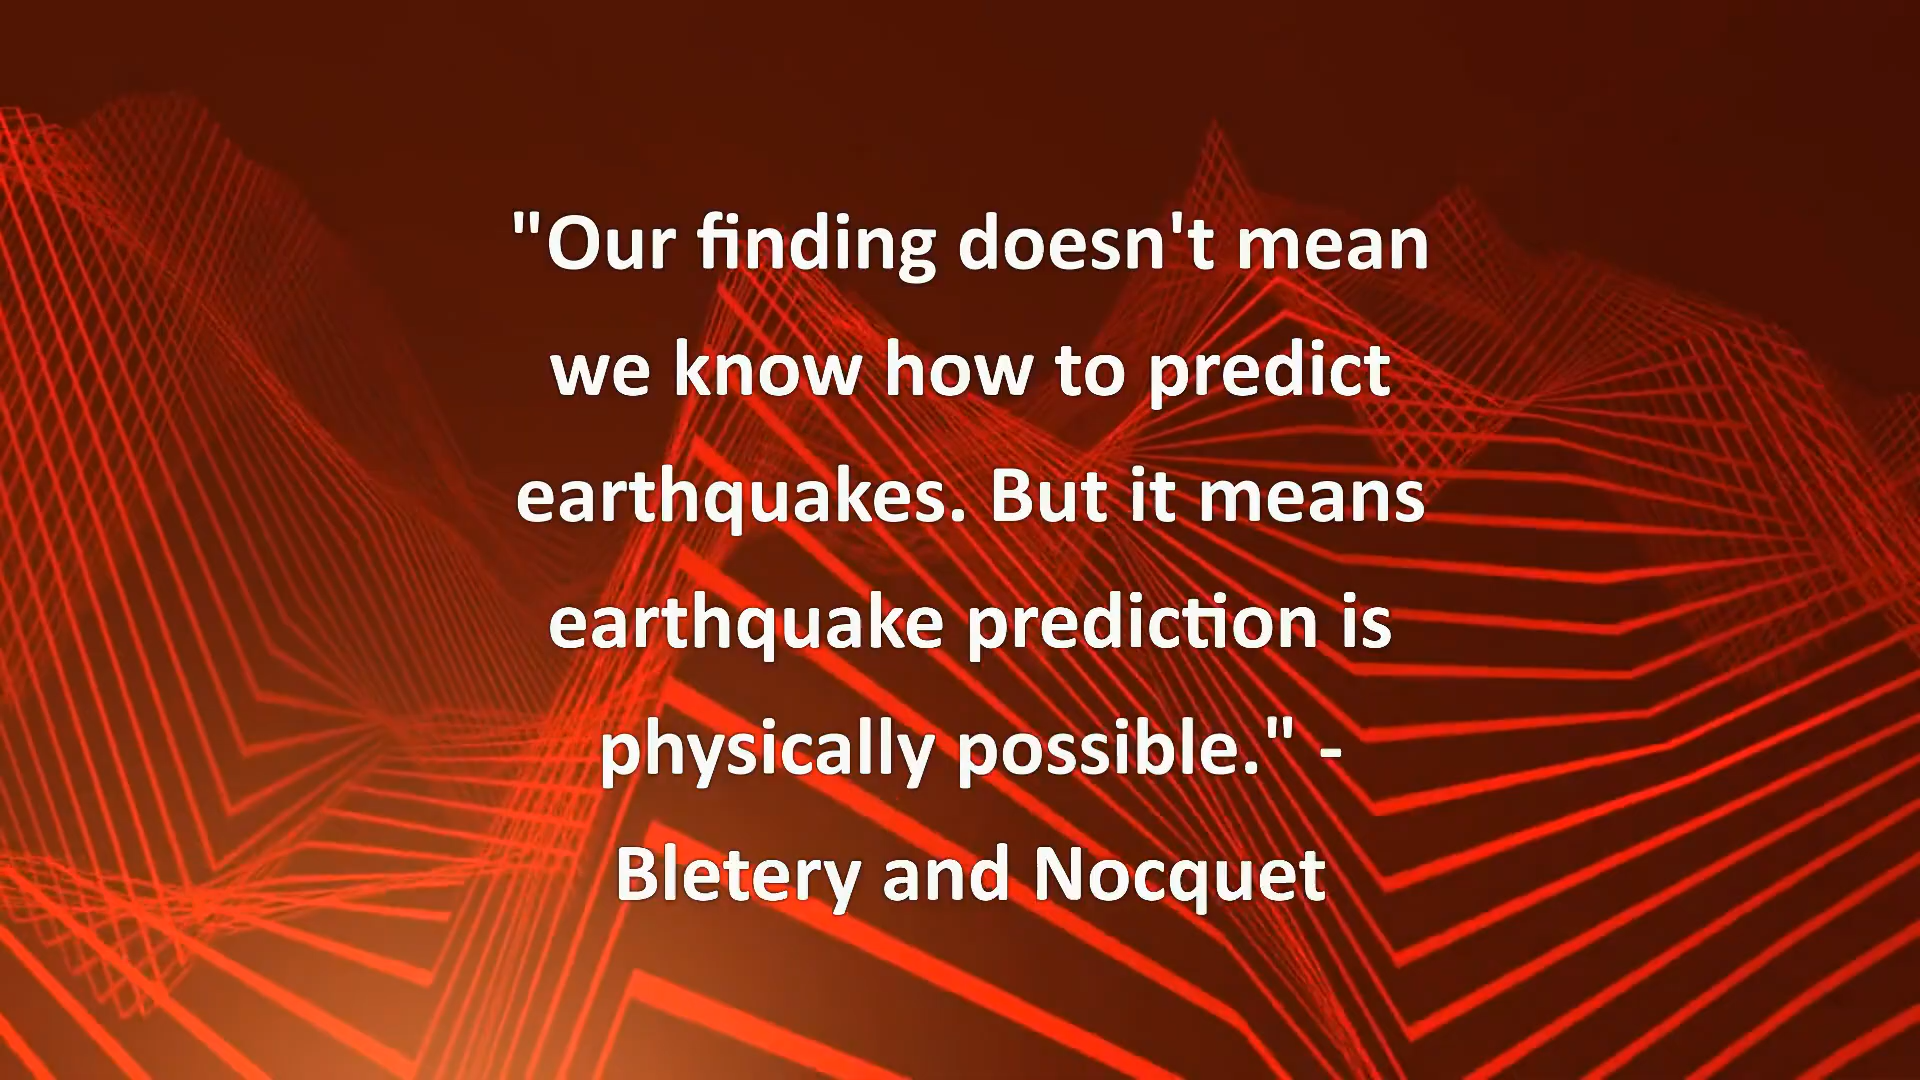 "Our finding doesn't mean
we know how to predict
earthquakes. But it means
earthquake prediction is
physically possible." -
Bletery and Nocquet